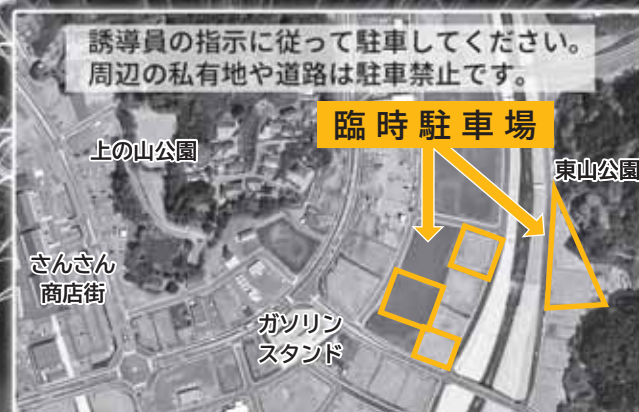 誘導員の指示に従って駐車してください。
周辺の私有地や道路は駐車禁止です。
臨時駐車場
上の山公園
東山公園
さんさん
商店街
ガソリン
スタンド